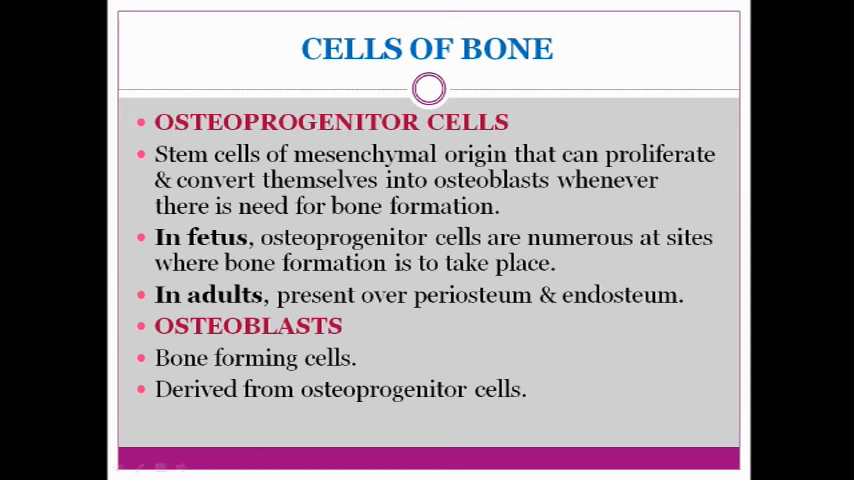 CELLS OF BONE
• OSTEOPROGENITOR CELLS
• Stem cells of mesenchymal origin that can proliferate
& convert themselves into osteoblasts whenever
there is need for bone formation.
• In fetus, osteoprogenitor cells are numerous at sites
where bone formation is to take place.
• In adults, present over periosteum & endosteum.
• OSTEOBLASTS
• Bone forming cells.
• Derived from osteoprogenitor cells.